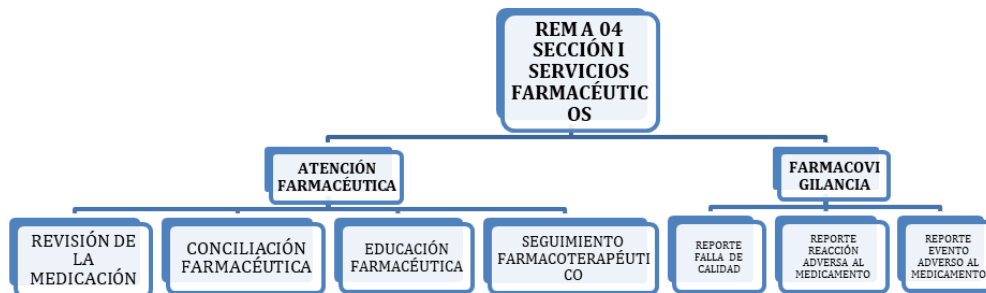 REM A 04
SECCIÓN I
SERVICIOS
FARMACÉUTIC
OS
ATENCIÓN
FARMACÉUTICA
FARMACOVI
GILANCIA
REVISIÓN DE
LA
MEDICACIÓN
CONCILIACIÓN
FARMACÉUTICA
EDUCACIÓN
FARMACÉUTICA
SEGUIMIENTO
FARMACOTERAPÉUTI
CO
REPORTE
FALLA DE
CALIDAD
REPORTE
REACCIÓN
ADVERSA AL
MEDICAMENTO
REPORTE
EVENTO
ADVERSO AL
MEDICAMENTO